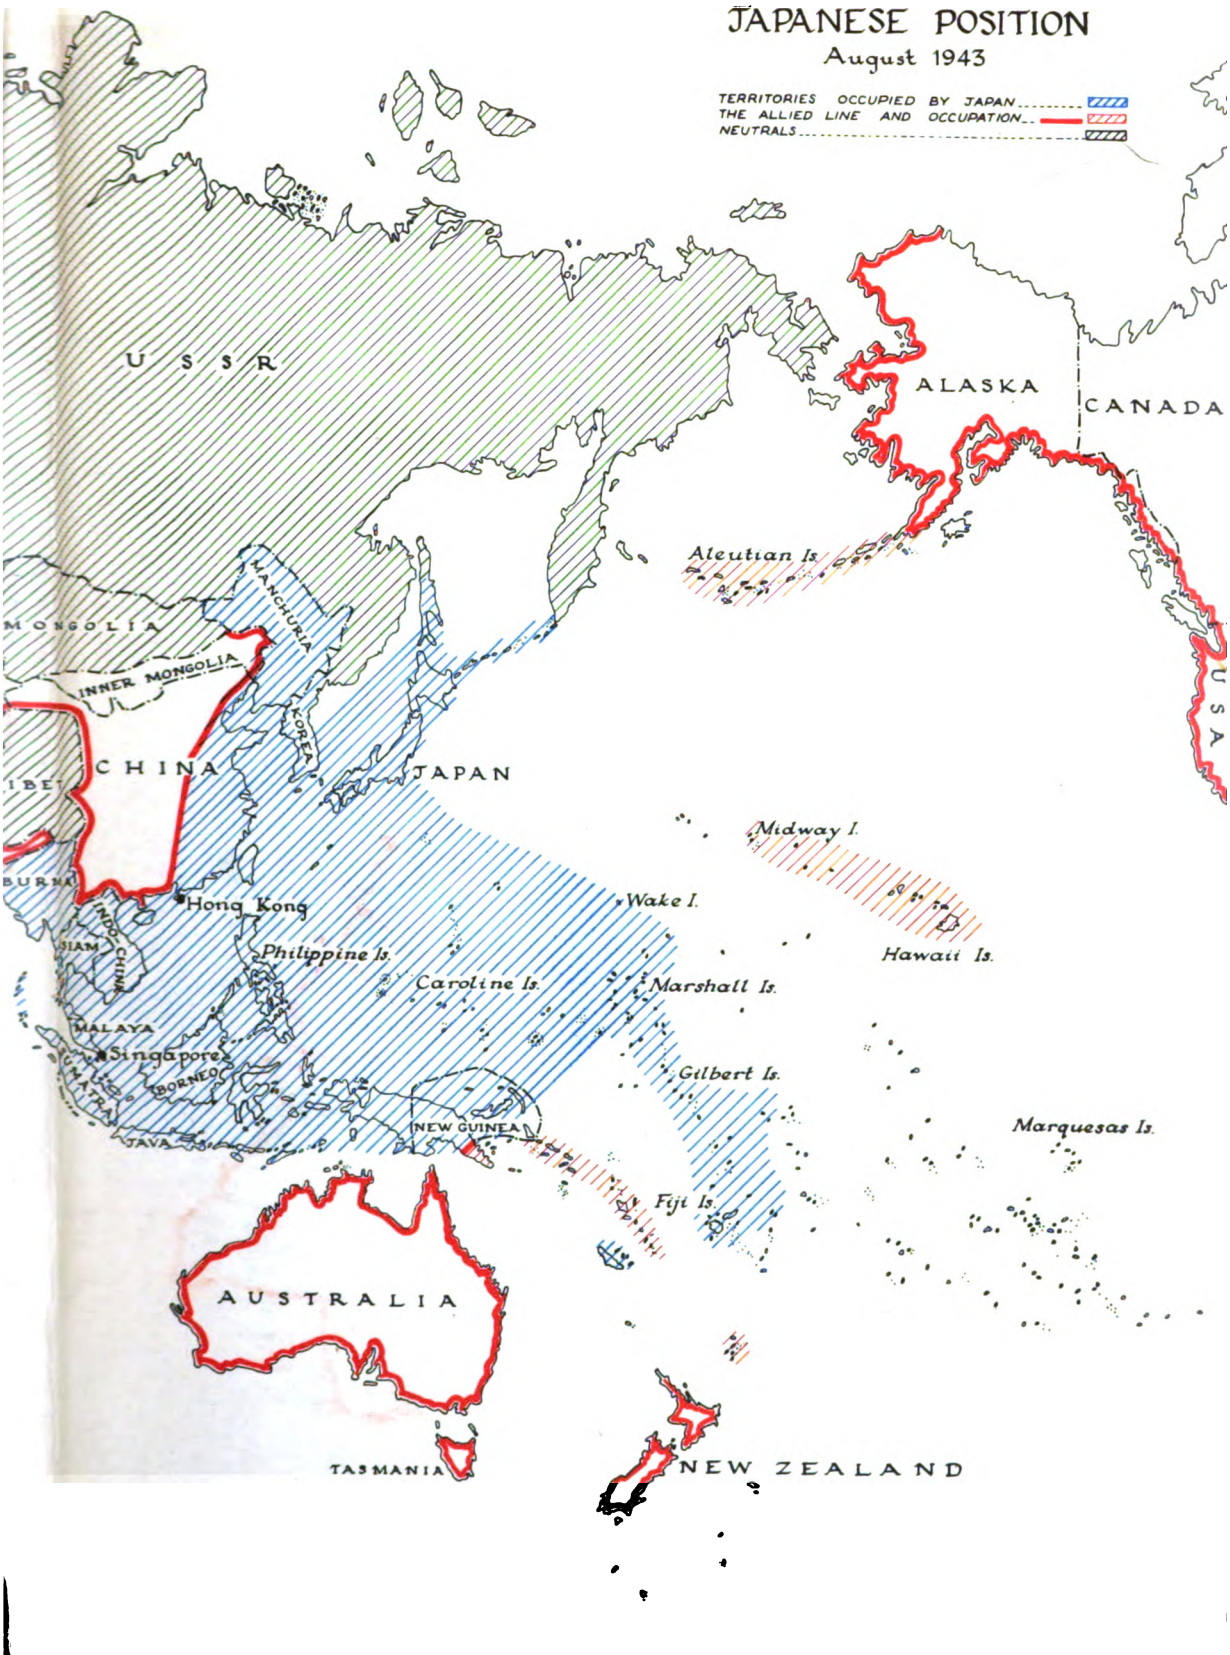 JAPANESE POSITION
August 1943
TERRITORIES OCCUPIED BY JAPAN
THE ALLIED LINE AND OCCUPATION
NEUTRALS
U S S R
ALASKA
CANADA
Aleutian Is.
MANCHURIA
MONGOLIA
INNER MONGOLIA
U S A
KOREA
CHINA
JAPAN
IBET
Midway I.
BURMA
Wake I.
Hong Kong
INDO-CHINA
SIAM
Philippine Is.
Hawaii Is.
Caroline Is.
Marshall Is.
MALAYA
Singapore
SUMATRA
BORNEO
Gilbert Is.
NEW GUINEA
Marquesas Is.
JAVA
Fiji Is.
AUSTRALIA
TASMANIA
NEW ZEALAND